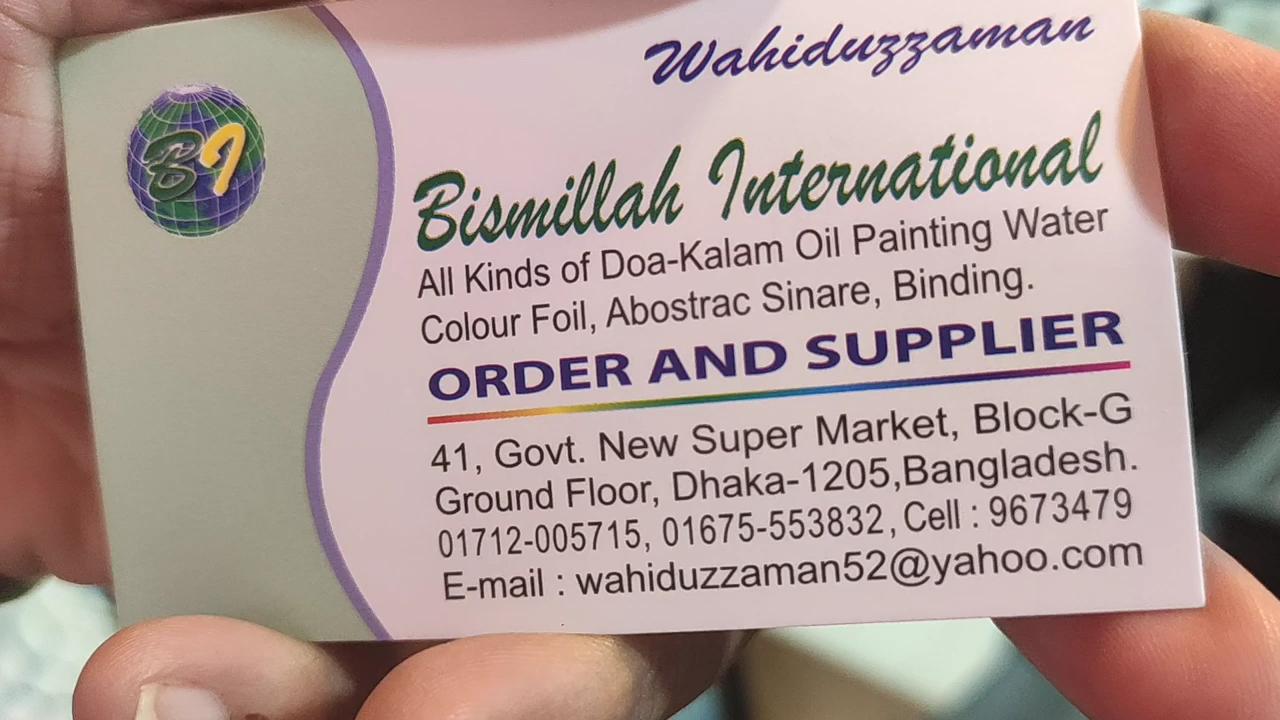 Wahiduzzaman
BI
Bismillah International
All Kinds of Doa-Kalam Oil Painting Water
Colour Foil, Abostrac Sinare, Binding.
ORDER AND SUPPLIER
41, Govt. New Super Market, Block-G
Ground Floor, Dhaka-1205,Bangladesh.
01712-005715, 01675-553832, Cell : 9673479
E-mail : wahiduzzaman52@yahoo.com